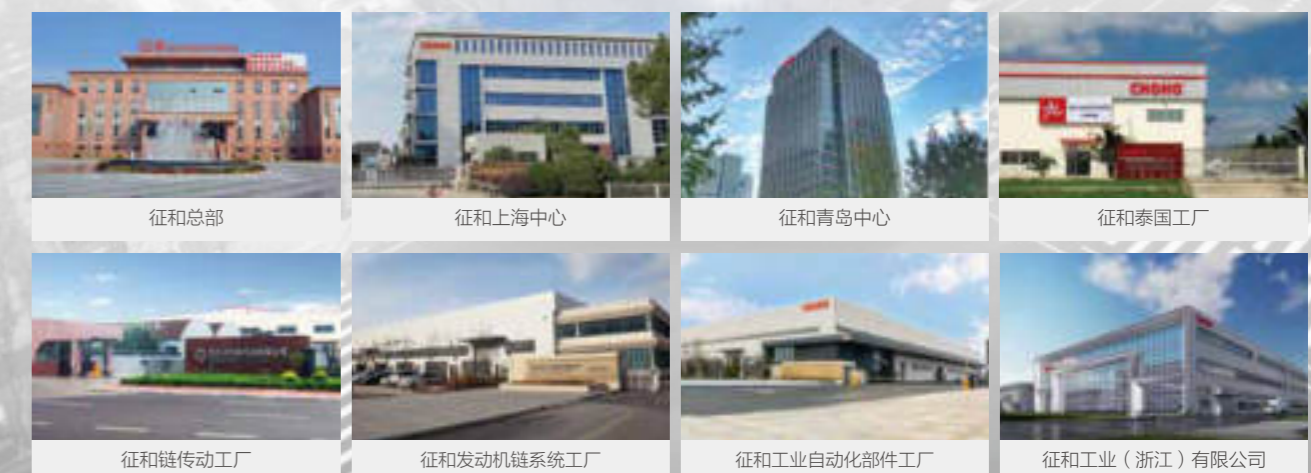 CHOHO
CHOHO
征和总部
征和上海中心
征和青岛中心
征和泰国工厂
CHOHO
征和链传动工厂
征和发动机链系统工厂
征和工业自动化部件工厂
征和工业（浙江）有限公司